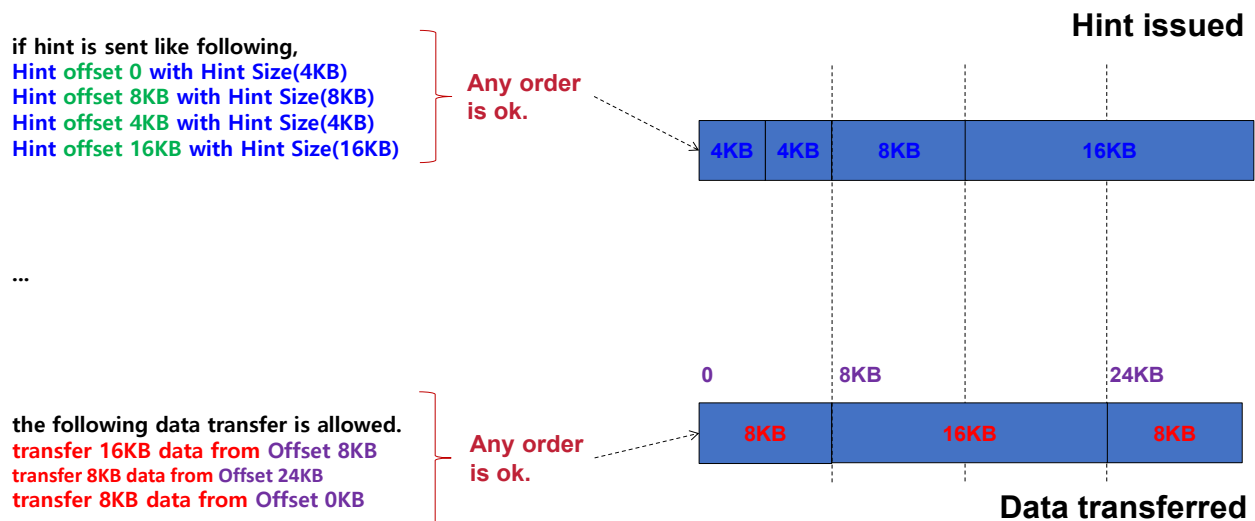 Hint issued
if hint is sent like following,
Hint offset 0 with Hint Size(4KB)
Hint offset 8KB with Hint Size(8KB)
Hint offset 4KB with Hint Size(4KB)
Hint offset 16KB with Hint Size(16KB)
Any order
is ok.
4KB 4KB 8KB 16KB
...
0 8KB 24KB
the following data transfer is allowed.
transfer 16KB data from Offset 8KB
transfer 8KB data from Offset 24KB
transfer 8KB data from Offset 0KB
Any order
is ok.
8KB 16KB 8KB
Data transferred